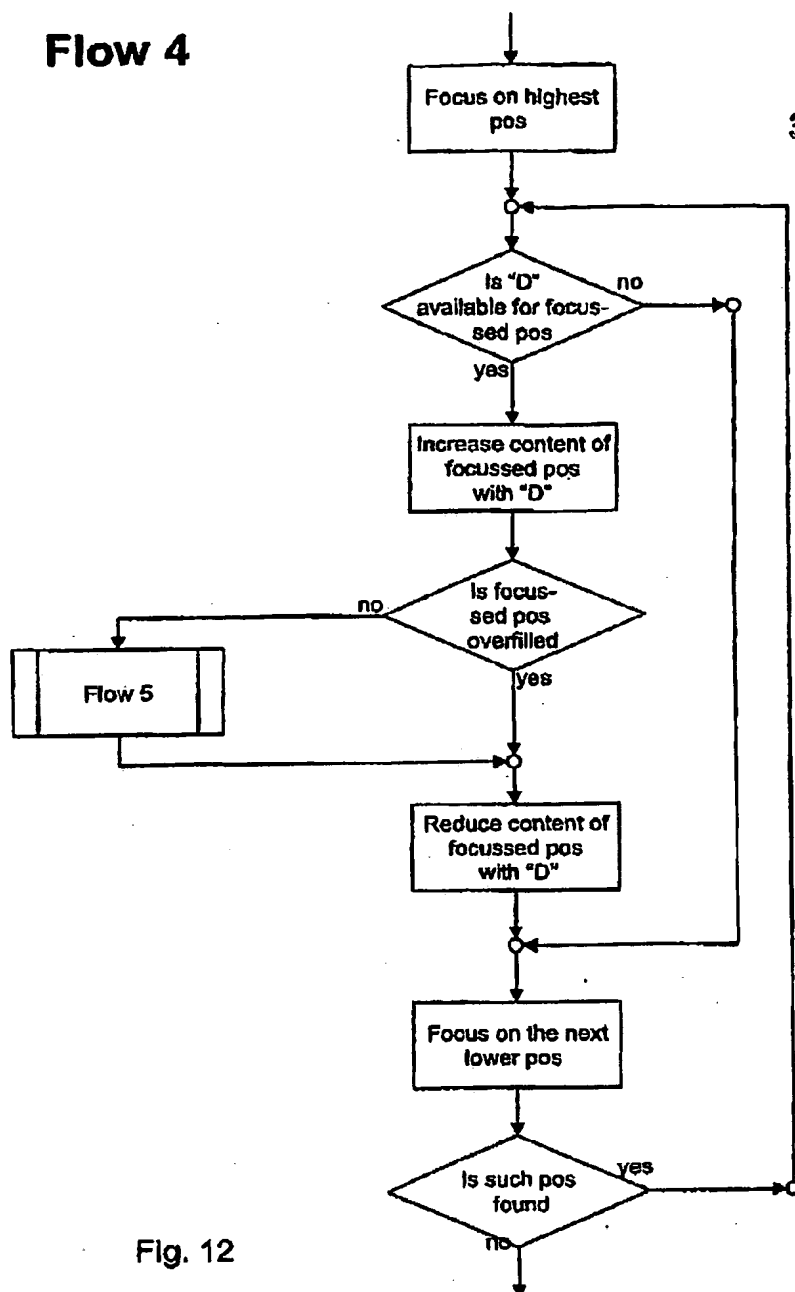 Flow 4
Focus on highest
pos
Is "D"
available for focus-
sed pos
no
yes
Increase content of
focussed pos
with "D"
Is focus-
sed pos
overfilled
no
yes
Flow 5
Reduce content of
focussed pos
with "D"
Focus on the next
lower pos
Is such pos
found
yes
no
Fig. 12